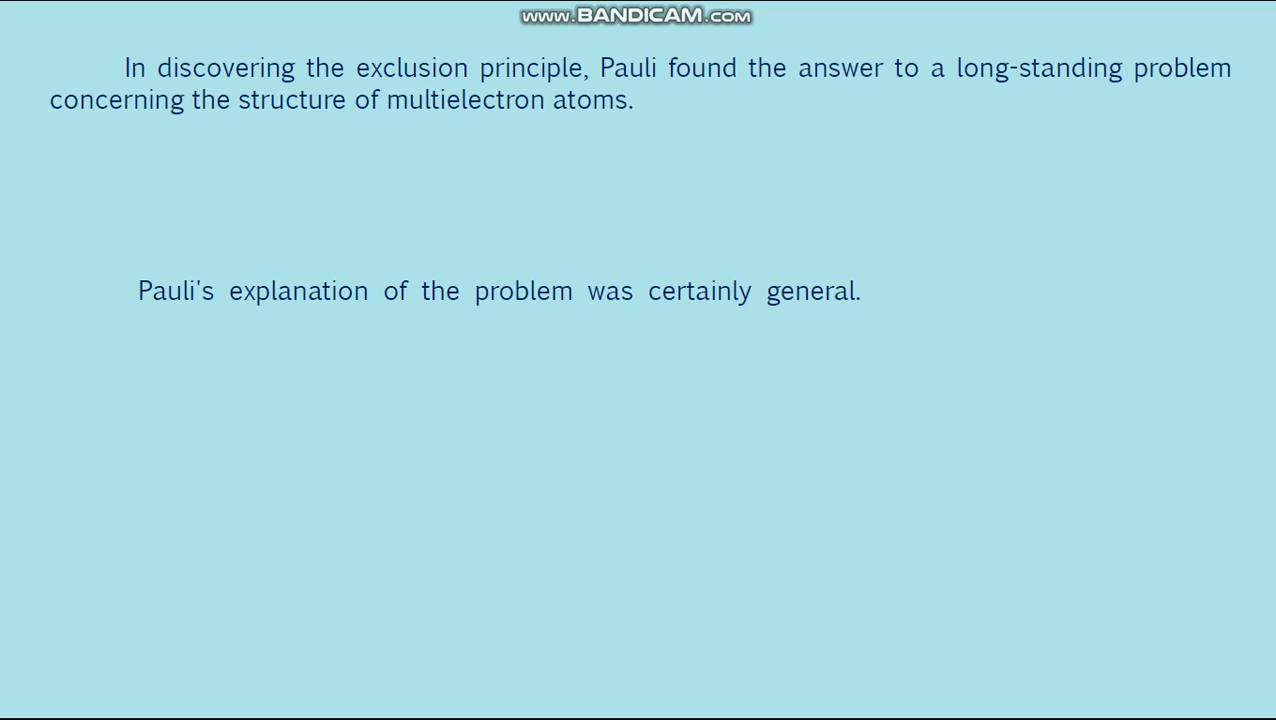 www.BANDICAM.com
In discovering the exclusion principle, Pauli found the answer to a long-standing problem
concerning the structure of multielectron atoms.
Pauli's explanation of the problem was certainly general.